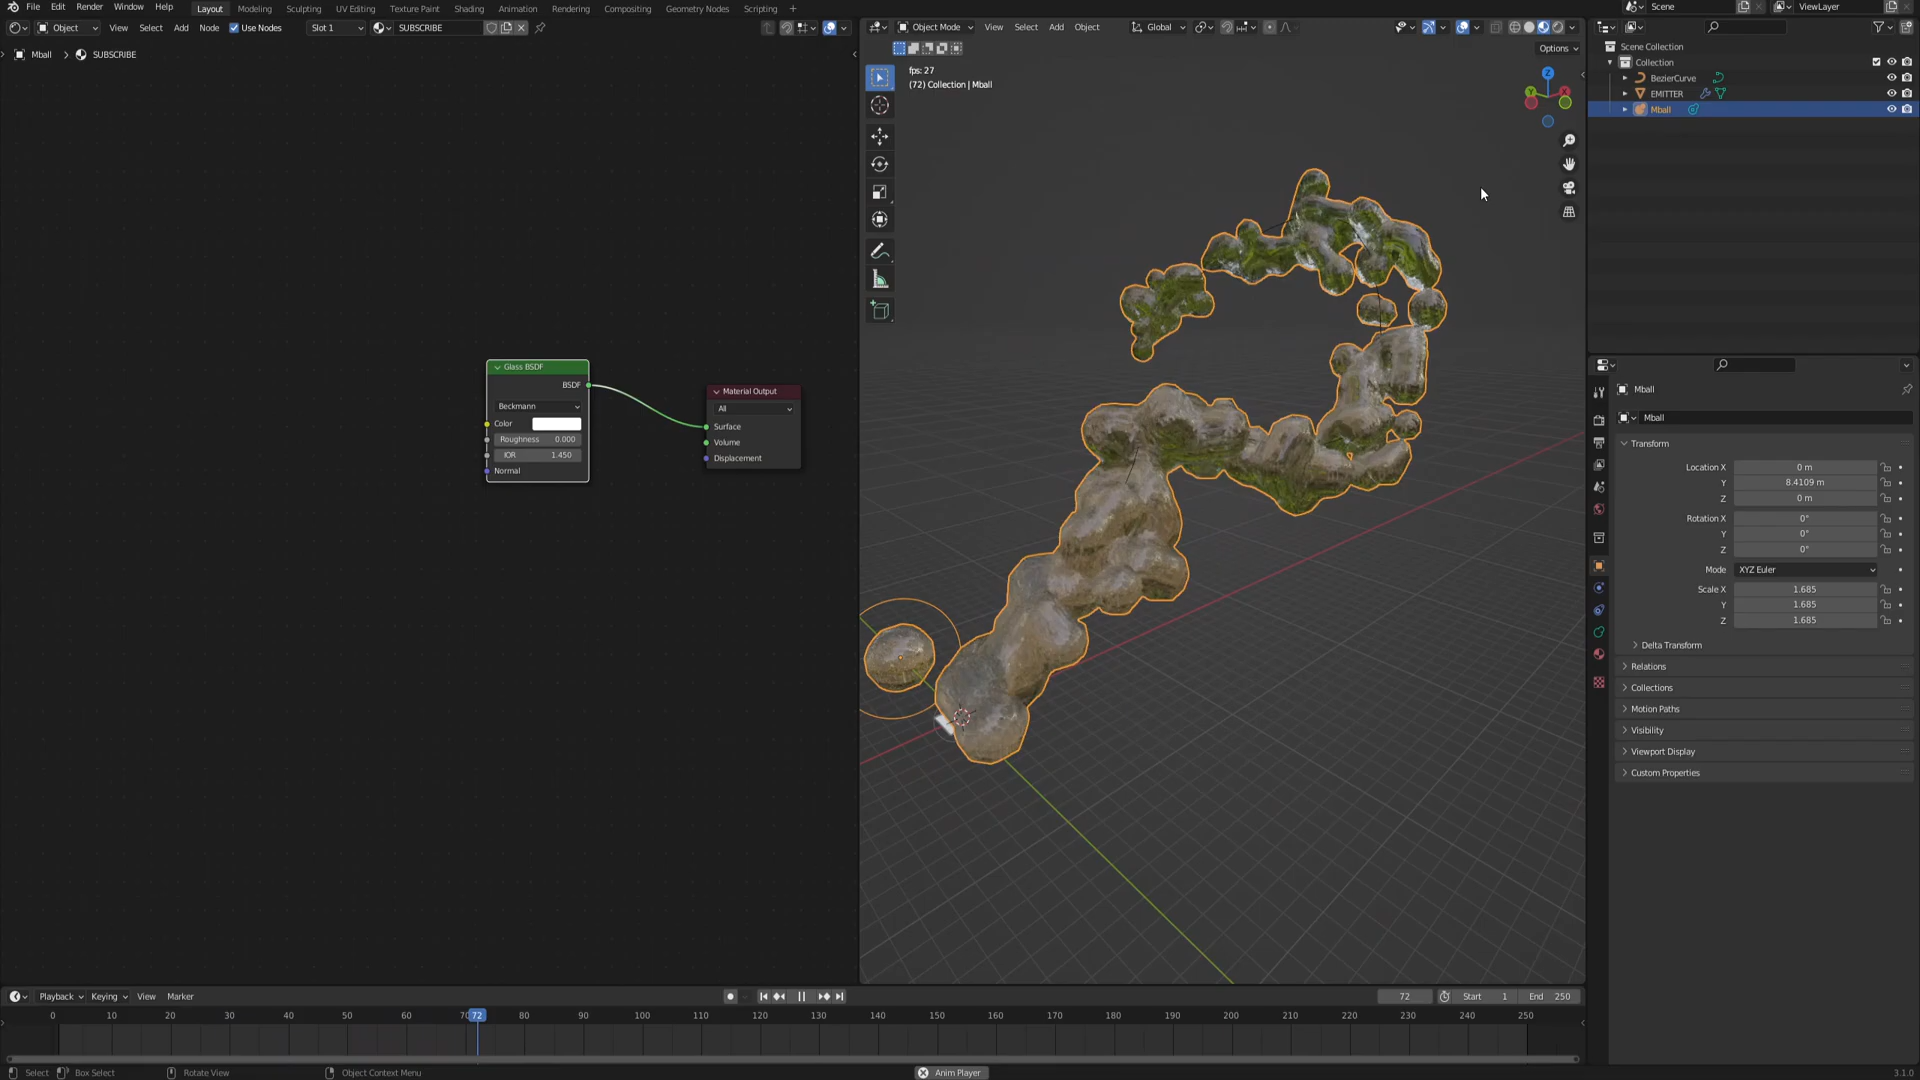 File Edit Render Window Help Layout Modeling Sculpting UV Editing Texture Paint Shading Animation Rendering Compositing Geometry Nodes Scripting + Scene ViewLayer
Object View Select Add Node Use Nodes Slot 1 SUBSCRIBE
Mball > SUBSCRIBE
Glass BSDF
BSDF
Beckmann
Color
Roughness 0.000
IOR 1.450
Normal
Material Output
All
Surface
Volume
Displacement
Object Mode View Select Add Object Global
Options
fps: 27
(72) Collection | Mball
Z
Y
X
Scene Collection
Collection
BezierCurve
EMITTER
Mball
Mball
Mball
Transform
Location X 0 m
Y 8.4109 m
Z 0 m
Rotation X 0°
Y 0°
Z 0°
Mode XYZ Euler
Scale X 1.685
Y 1.685
Z 1.685
Delta Transform
Relations
Collections
Motion Paths
Visibility
Viewport Display
Custom Properties
Playback Keying View Marker 72 Start 1 End 250
0 10 20 30 40 50 60 70 72 80 90 100 110 120 130 140 150 160 170 180 190 200 210 220 230 240 250
Select Box Select Rotate View Object Context Menu Anim Player 3.1.0